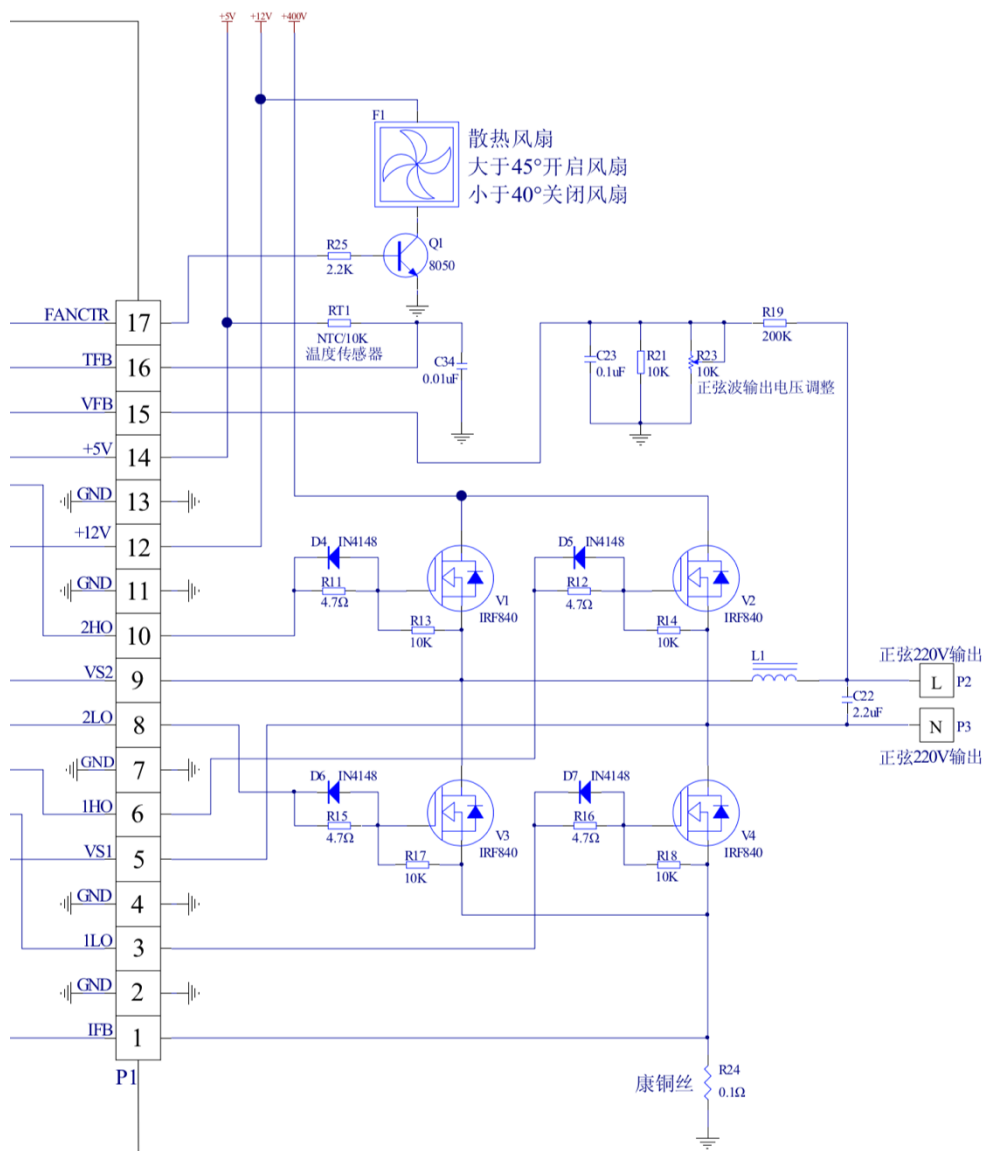 +5V +12V +400V
F1
散热风扇
大于45°开启风扇
小于40°关闭风扇
R25
2.2K
Q1
8050
FANCTR 17
RT1
NTC/10K
温度传感器
R19
200K
TFB 16
C34
0.01uF
C23
0.1uF
R21
10K
R23
10K
正弦波输出电压调整
VFB 15
+5V 14
GND 13
+12V 12
D4 IN4148
R11
4.7Ω
R13
10K
V1
IRF840
D5 IN4148
R12
4.7Ω
R14
10K
V2
IRF840
GND 11
2HO 10
VS2 9
L1
正弦220V输出
L P2
C22
2.2uF
2LO 8
N P3
正弦220V输出
GND 7
1HO 6
D6 IN4148
R15
4.7Ω
R17
10K
V3
IRF840
D7 IN4148
R16
4.7Ω
R18
10K
V4
IRF840
VS1 5
GND 4
1LO 3
GND 2
IFB 1
P1
康铜丝
R24
0.1Ω